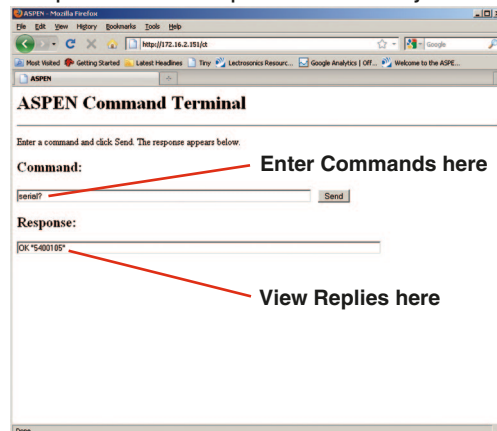 ASPEN - Mozilla Firefox
File Edit View History Bookmarks Tools Help
http://172.16.2.151/ct
Google
Most Visited Getting Started Latest Headlines Tiny Lectrosonics Resourc... Google Analytics | Off... Welcome to the ASPE...
ASPEN
ASPEN Command Terminal
Enter a command and click Send. The response appears below.
Command:
Enter Commands here
serial?
Send
Response:
OK "5400105"
View Replies here
Done